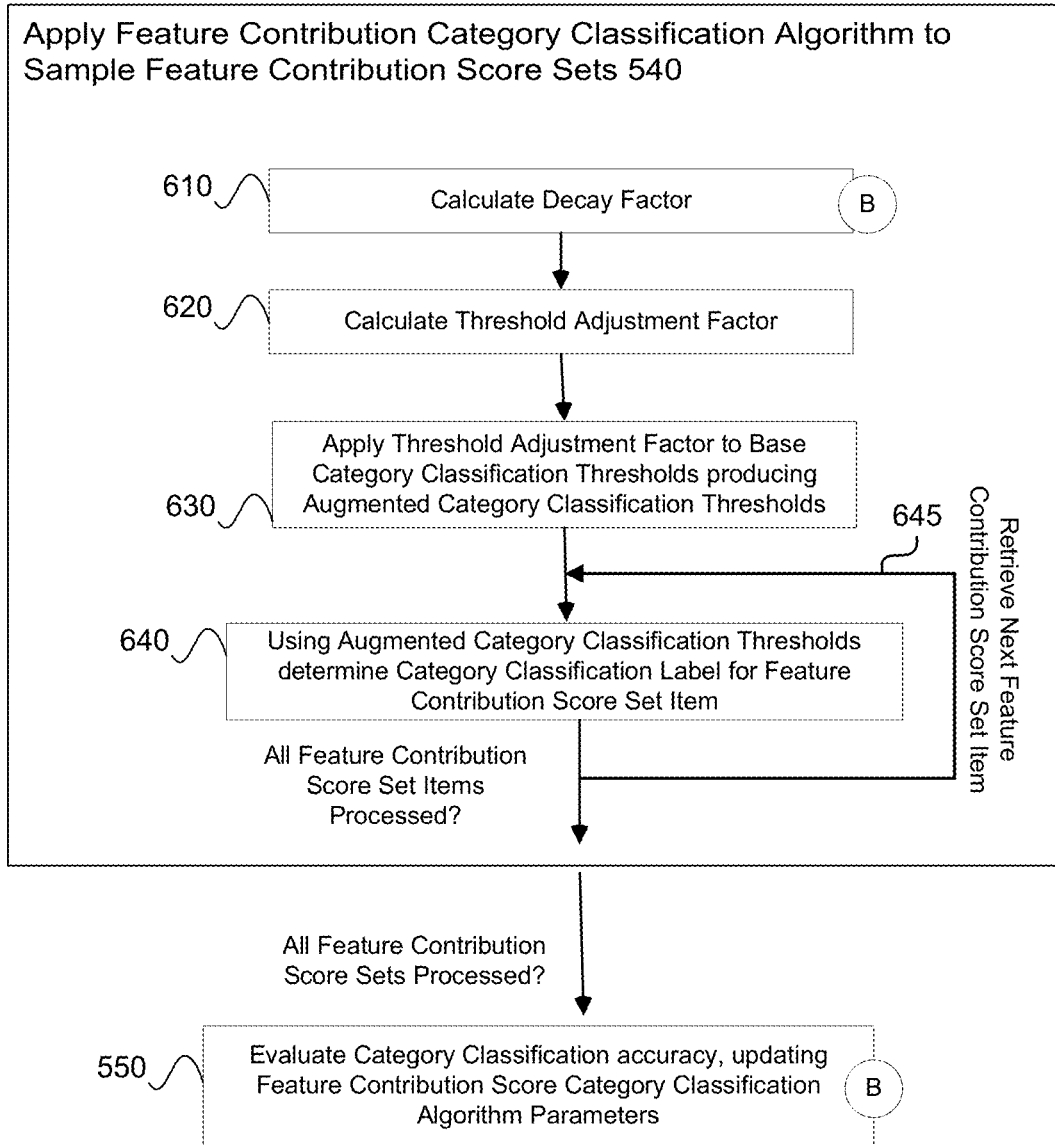 Apply Feature Contribution Category Classification Algorithm to
Sample Feature Contribution Score Sets 540
610
Calculate Decay Factor
B
620
Calculate Threshold Adjustment Factor
Apply Threshold Adjustment Factor to Base
Category Classification Thresholds producing
Augmented Category Classification Thresholds
630
645
Retrieve Next Feature
Contribution Score Set Item
640
Using Augmented Category Classification Thresholds
determine Category Classification Label for Feature
Contribution Score Set Item
All Feature Contribution
Score Set Items
Processed?
All Feature Contribution
Score Sets Processed?
550
Evaluate Category Classification accuracy, updating
Feature Contribution Score Category Classification
Algorithm Parameters
B